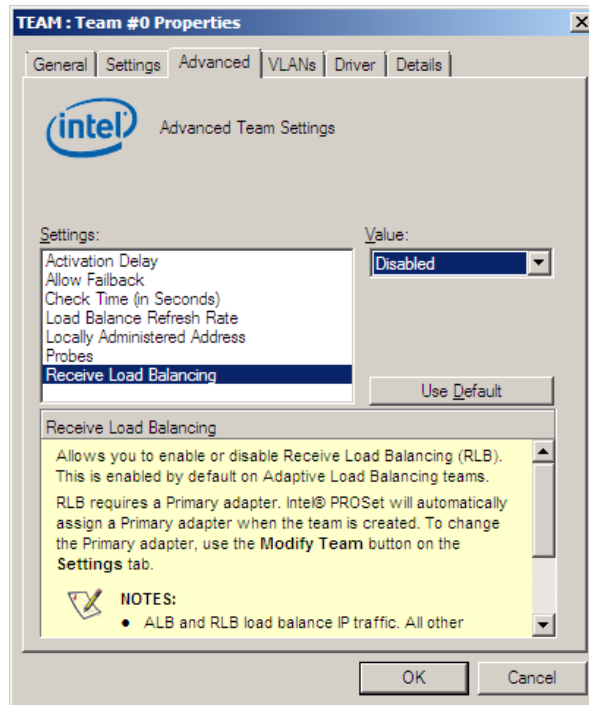 TEAM : Team #0 Properties
General Settings Advanced VLANs Driver Details
intel
Advanced Team Settings
Settings:
Value:
Activation Delay
Allow Failback
Check Time (in Seconds)
Load Balance Refresh Rate
Locally Administered Address
Probes
Receive Load Balancing
Disabled
Use Default
Receive Load Balancing
Allows you to enable or disable Receive Load Balancing (RLB).
This is enabled by default on Adaptive Load Balancing teams.
RLB requires a Primary adapter. Intel® PROSet will automatically
assign a Primary adapter when the team is created. To change
the Primary adapter, use the Modify Team button on the
Settings tab.
NOTES:
• ALB and RLB load balance IP traffic. All other
OK Cancel